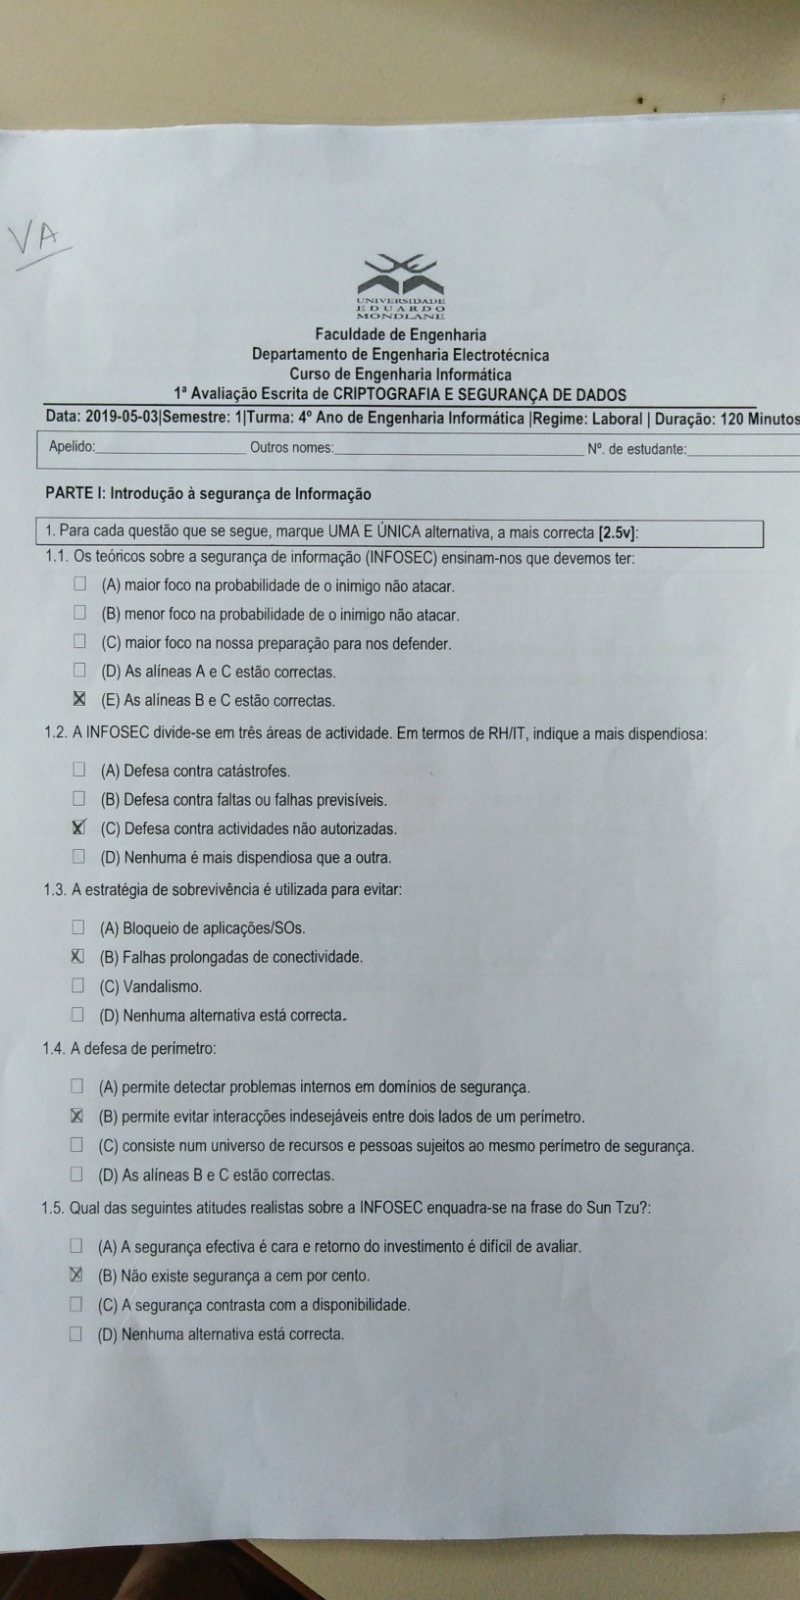 VA
UNIVERSIDADE
EDUARDO
MONDLANE
Faculdade de Engenharia
Departamento de Engenharia Electrotécnica
Curso de Engenharia Informática
1ª Avaliação Escrita de CRIPTOGRAFIA E SEGURANÇA DE DADOS
Data: 2019-05-03|Semestre: 1|Turma: 4º Ano de Engenharia Informática |Regime: Laboral | Duração: 120 Minutos
Apelido:____________________ Outros nomes:____________________ Nº. de estudante:____________________
PARTE I: Introdução à segurança de Informação
1. Para cada questão que se segue, marque UMA E ÚNICA alternativa, a mais correcta [2.5v]:
1.1. Os teóricos sobre a segurança de informação (INFOSEC) ensinam-nos que devemos ter:
☐ (A) maior foco na probabilidade de o inimigo não atacar.
☐ (B) menor foco na probabilidade de o inimigo não atacar.
☐ (C) maior foco na nossa preparação para nos defender.
☐ (D) As alíneas A e C estão correctas.
☒ (E) As alíneas B e C estão correctas.
1.2. A INFOSEC divide-se em três áreas de actividade. Em termos de RH/IT, indique a mais dispendiosa:
☐ (A) Defesa contra catástrofes.
☐ (B) Defesa contra faltas ou falhas previsíveis.
☒ (C) Defesa contra actividades não autorizadas.
☐ (D) Nenhuma é mais dispendiosa que a outra.
1.3. A estratégia de sobrevivência é utilizada para evitar:
☐ (A) Bloqueio de aplicações/SOs.
☒ (B) Falhas prolongadas de conectividade.
☐ (C) Vandalismo.
☐ (D) Nenhuma alternativa está correcta.
1.4. A defesa de perímetro:
☐ (A) permite detectar problemas internos em domínios de segurança.
☒ (B) permite evitar interacções indesejáveis entre dois lados de um perímetro.
☐ (C) consiste num universo de recursos e pessoas sujeitos ao mesmo perímetro de segurança.
☐ (D) As alíneas B e C estão correctas.
1.5. Qual das seguintes atitudes realistas sobre a INFOSEC enquadra-se na frase do Sun Tzu?:
☐ (A) A segurança efectiva é cara e retorno do investimento é difícil de avaliar.
☒ (B) Não existe segurança a cem por cento.
☐ (C) A segurança contrasta com a disponibilidade.
☐ (D) Nenhuma alternativa está correcta.